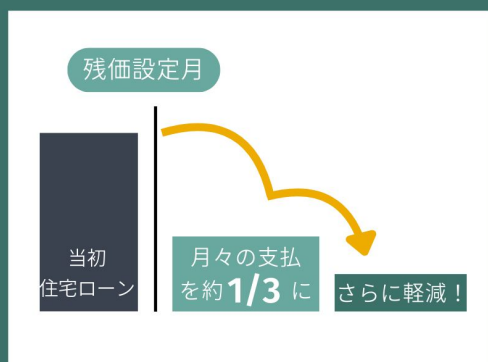 残価設定月
当初
住宅ローン
月々の支払
を約1/3に
さらに軽減！